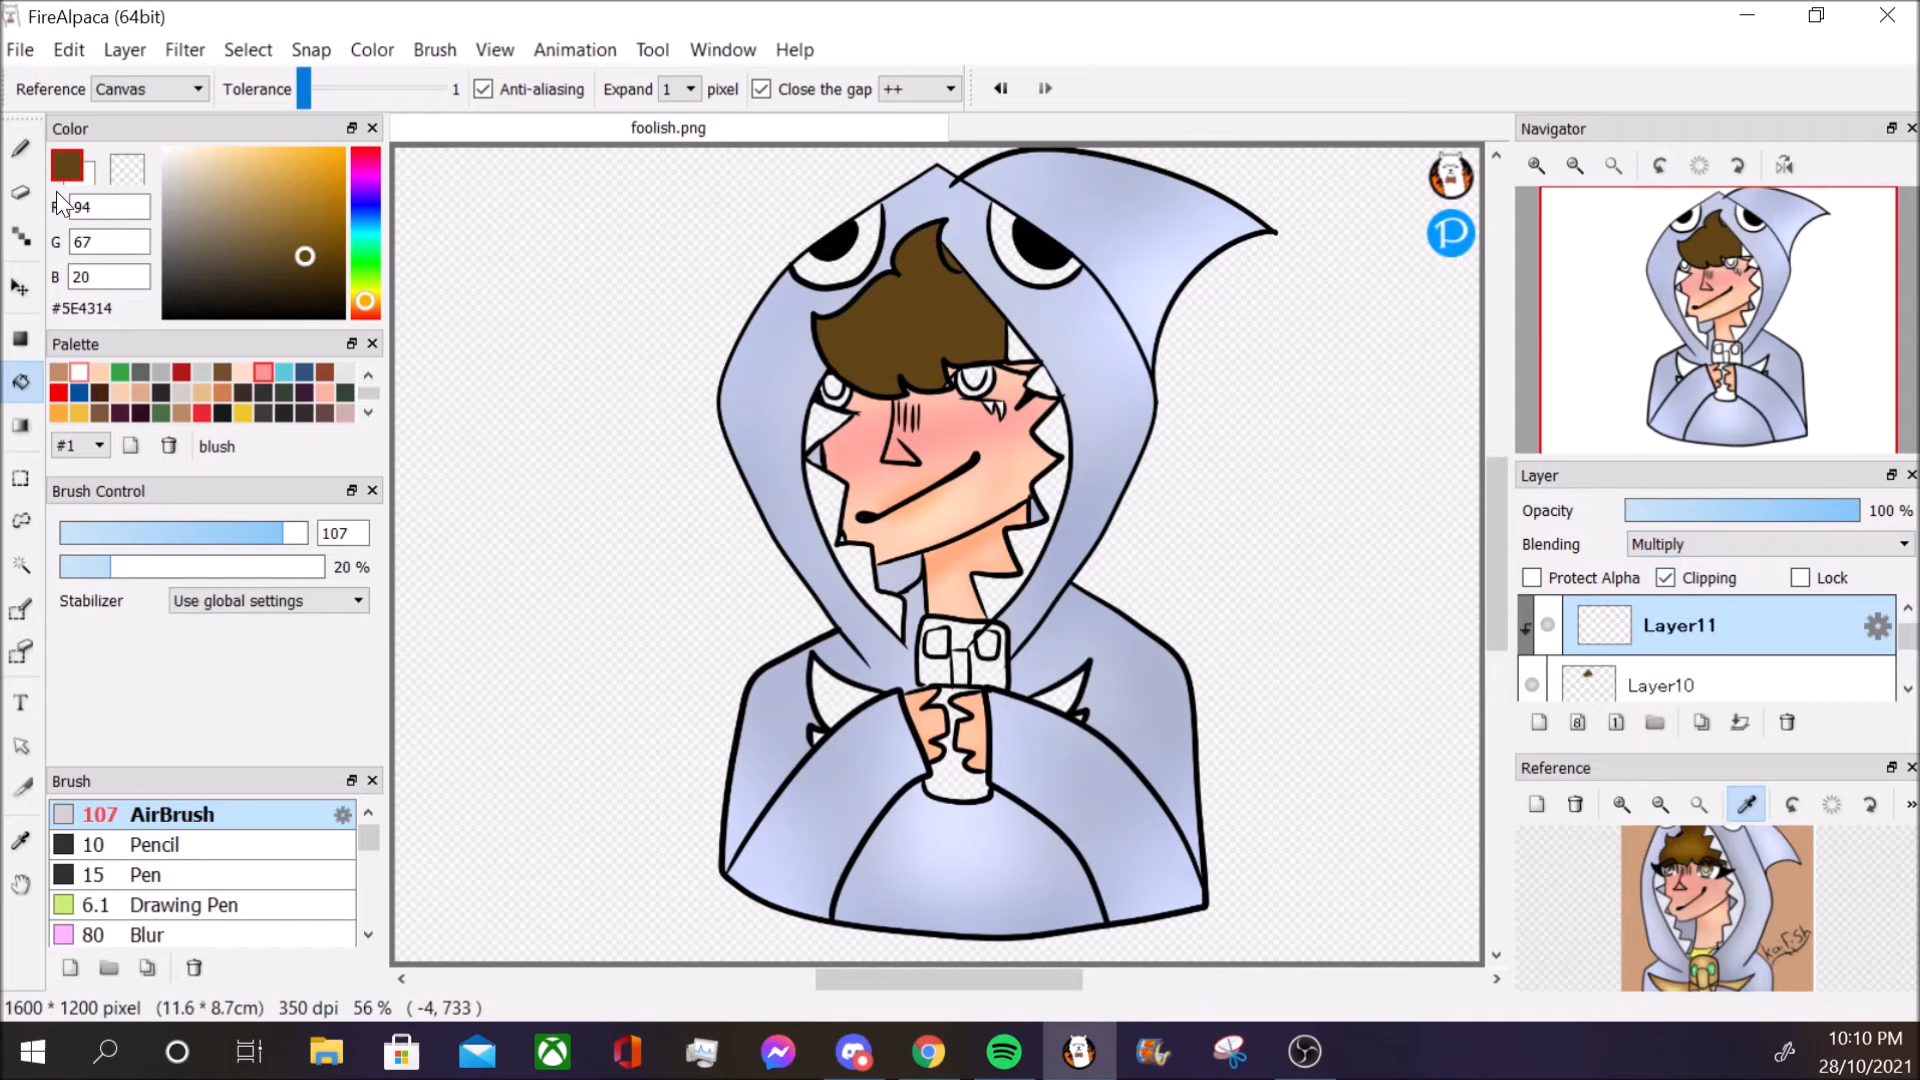 FireAlpaca (64bit)
File Edit Layer Filter Select Snap Color Brush View Animation Tool Window Help
Reference Canvas Tolerance 1 Anti-aliasing Expand 1 pixel Close the gap ++
Color
foolish.png
Navigator
94
G 67
B 20
#5E4314
Palette
#1 blush
Brush Control
107
20 %
Stabilizer Use global settings
Layer
Opacity 100 %
Blending Multiply
Protect Alpha Clipping Lock
Layer11
Layer10
Reference
Brush
107 AirBrush
10 Pencil
15 Pen
6.1 Drawing Pen
80 Blur
1600 * 1200 pixel (11.6 * 8.7cm) 350 dpi 56 % ( -4, 733 )
10:10 PM
28/10/2021